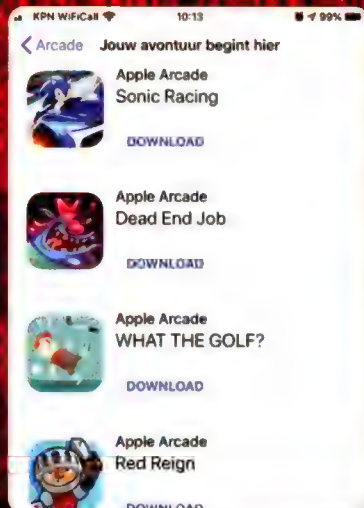 KPN WiFiCall 10:13 99%
Arcade Jouw avontuur begint hier
Apple Arcade
Sonic Racing
DOWNLOAD
Apple Arcade
Dead End Job
DOWNLOAD
Apple Arcade
WHAT THE GOLF?
DOWNLOAD
Apple Arcade
Red Reign
DOWNLOAD